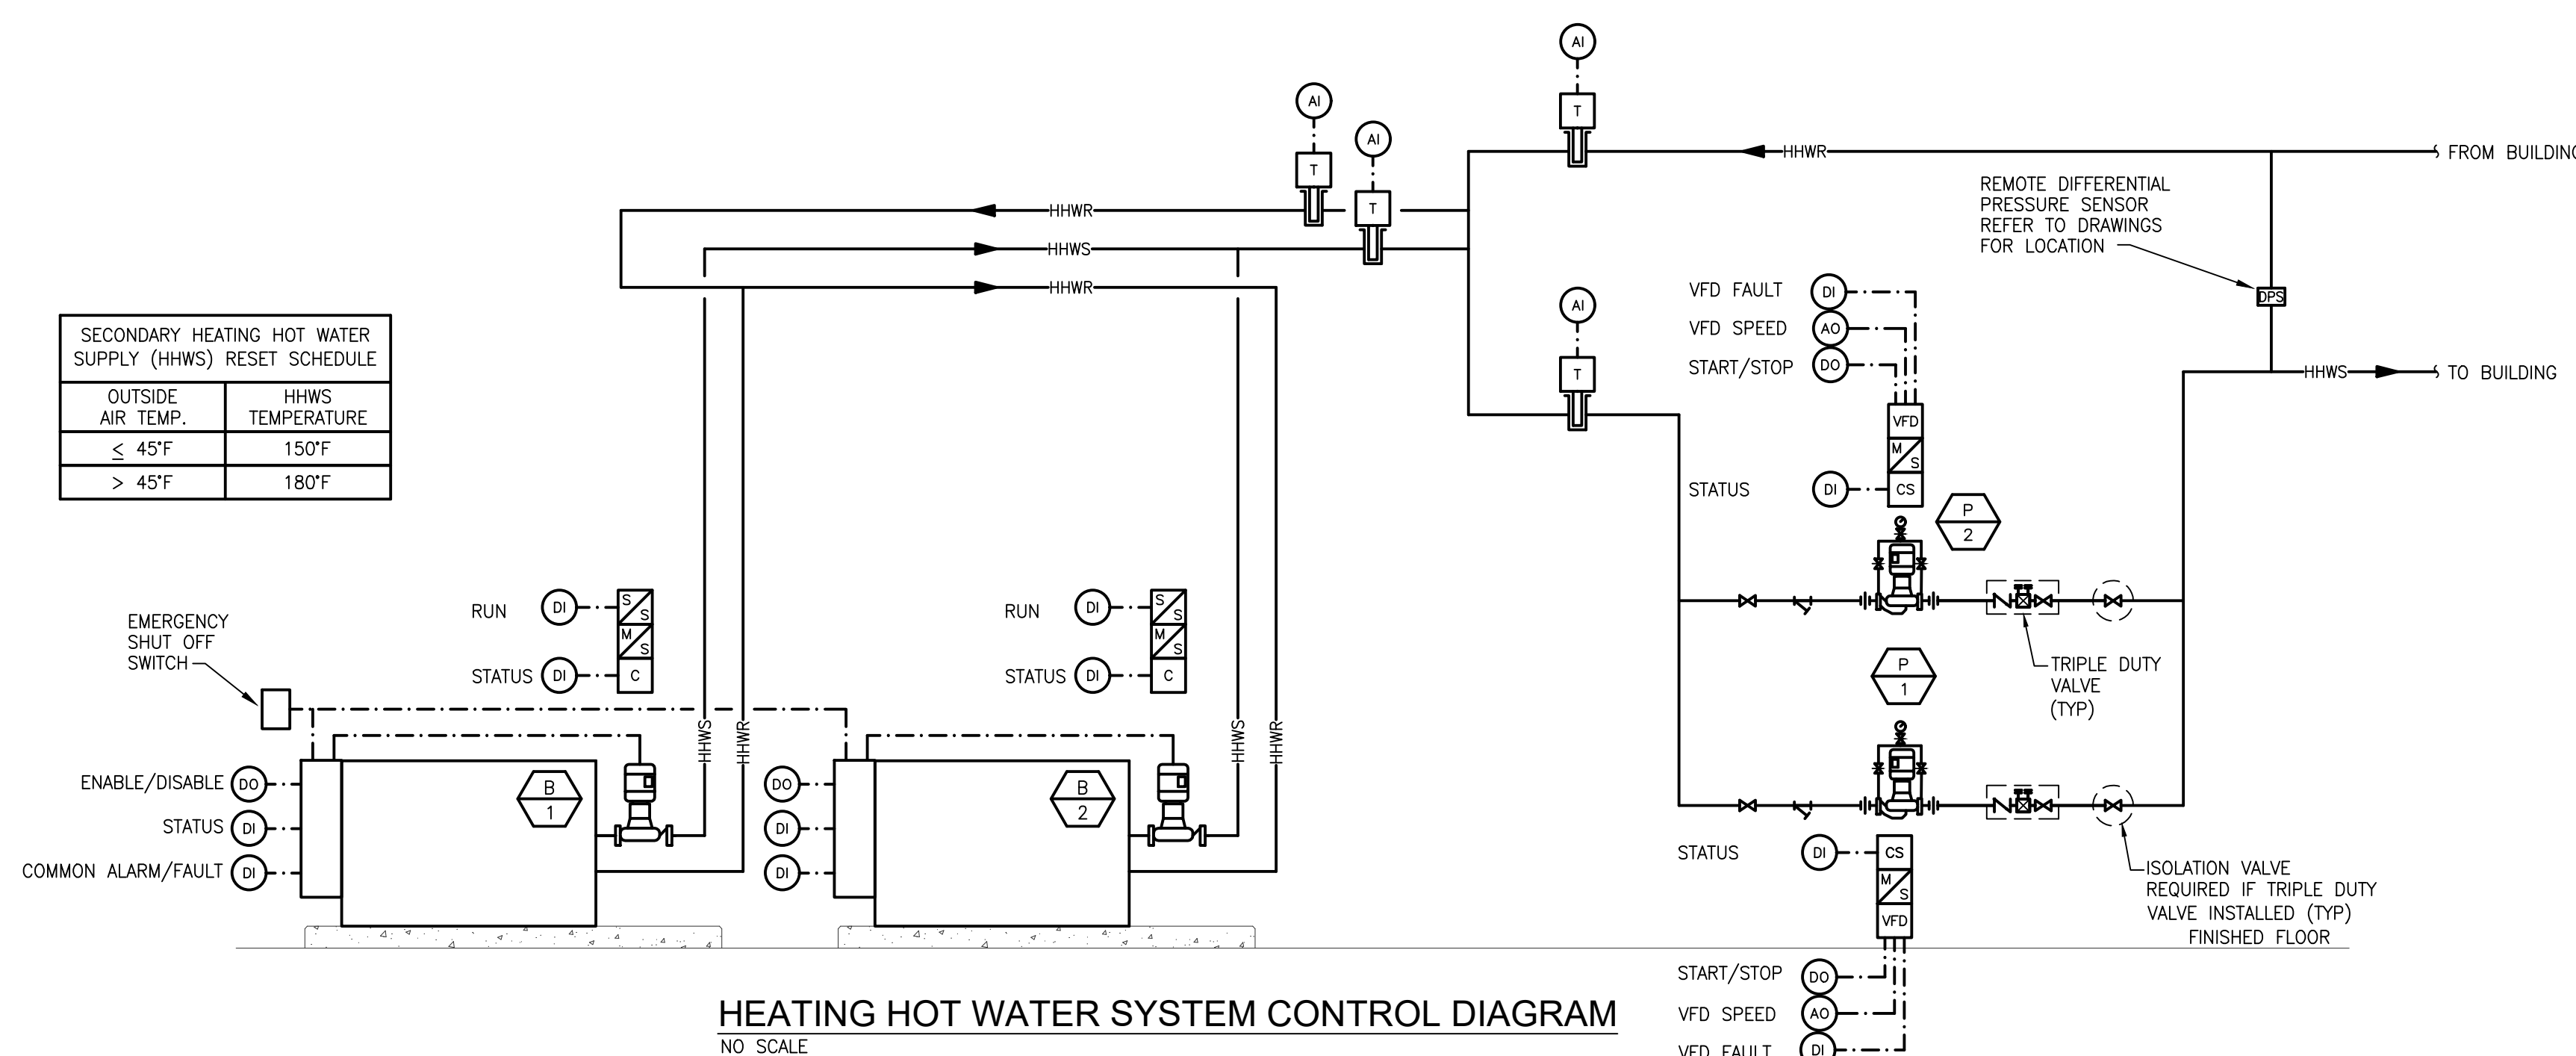 AI
AI
AI
T
T
T
HHWR
FROM BUILDING
REMOTE DIFFERENTIAL
PRESSURE SENSOR
REFER TO DRAWINGS
FOR LOCATION
HHWR
HHWS
HHWR
DPS
AI
T
VFD FAULT DI
VFD SPEED AO
START/STOP DO
VFD
M S
STATUS DI CS
P
2
HHWS TO BUILDING
SECONDARY HEATING HOT WATER
SUPPLY (HHWS) RESET SCHEDULE
OUTSIDE
AIR TEMP.
HHWS
TEMPERATURE
≤ 45°F 150°F
> 45°F 180°F
EMERGENCY
SHUT OFF
SWITCH
RUN DI S S
M S
STATUS DI C
RUN DI S S
M S
STATUS DI C
HHWS
HHWR
HHWS
HHWR
ENABLE/DISABLE DO
STATUS DI
COMMON ALARM/FAULT DI
B
1
DO
DI
DI
B
2
TRIPLE DUTY
VALVE
(TYP)
P
1
STATUS DI CS
M S
VFD
ISOLATION VALVE
REQUIRED IF TRIPLE DUTY
VALVE INSTALLED (TYP)
FINISHED FLOOR
START/STOP DO
VFD SPEED AO
VFD FAULT DI
HEATING HOT WATER SYSTEM CONTROL DIAGRAM
NO SCALE